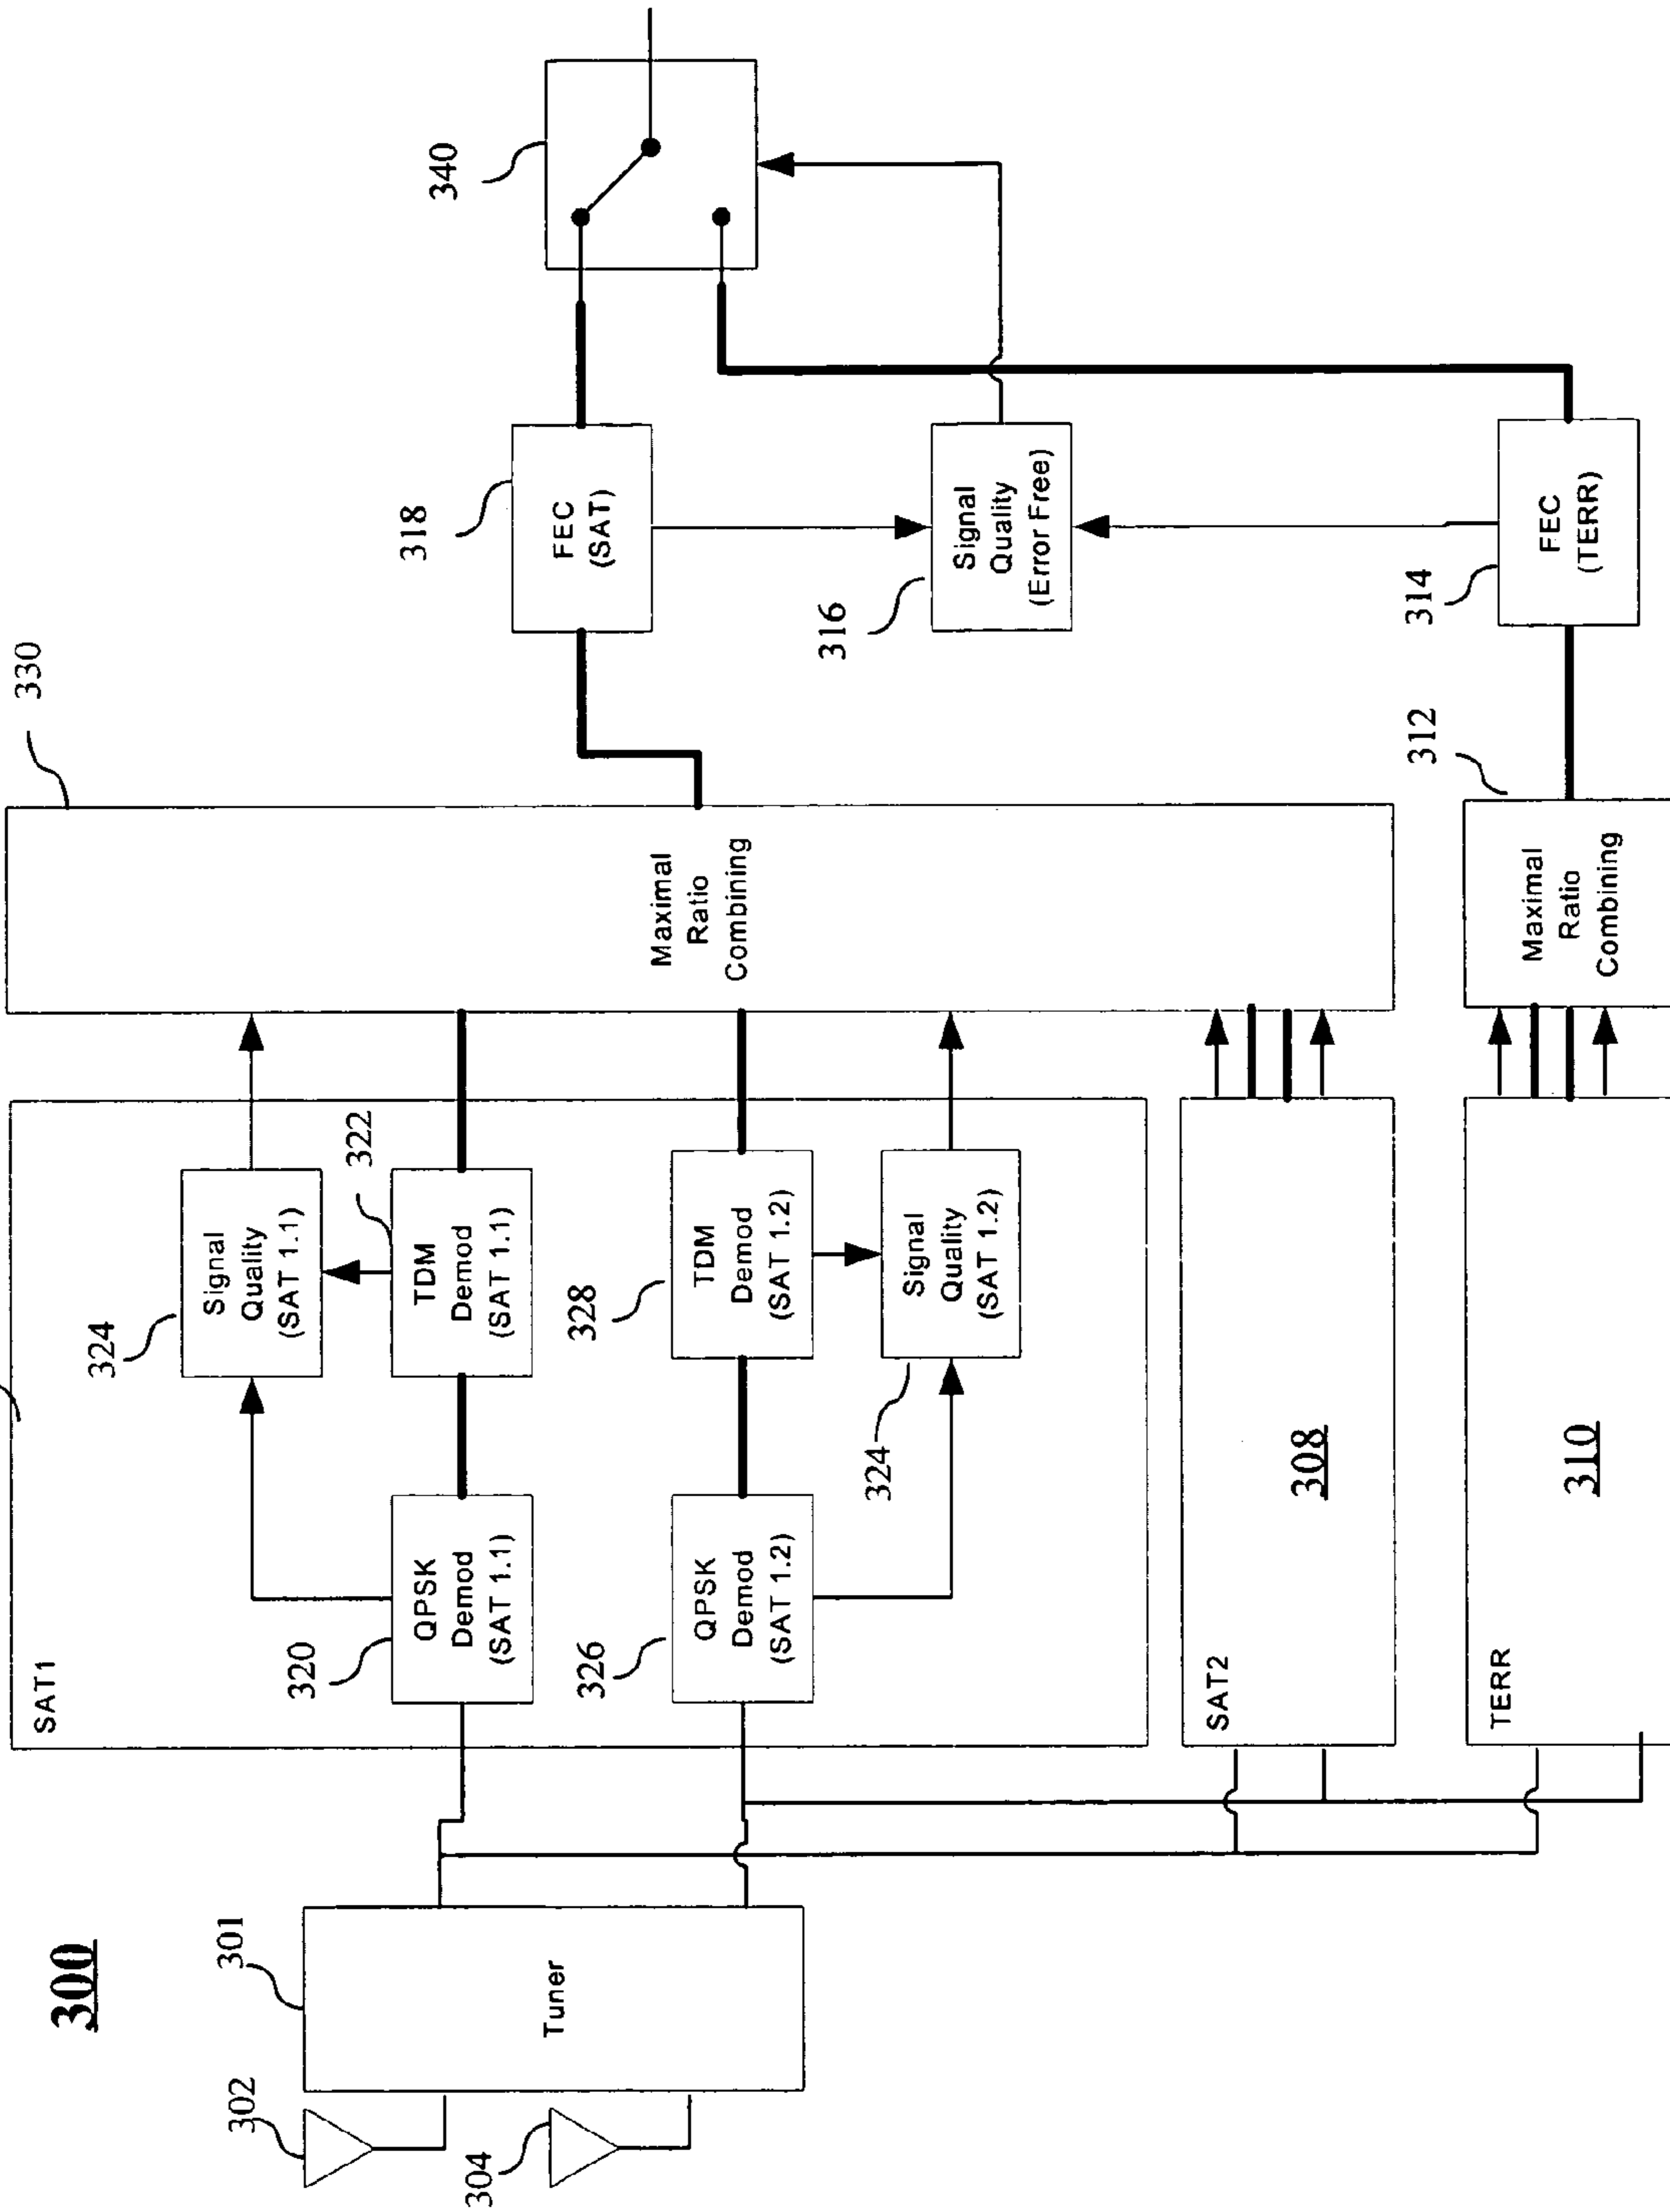 300
302
304
301
Tuner
SAT1
320
QPSK
Demod
(SAT 1.1)
324
Signal
Quality
(SAT 1.1)
322
TDM
Demod
(SAT 1.1)
326
QPSK
Demod
(SAT 1.2)
328
TDM
Demod
(SAT 1.2)
324
Signal
Quality
(SAT 1.2)
SAT2
308
TERR
310
330
Maximal
Ratio
Combining
312
Maximal
Ratio
Combining
318
FEC
(SAT)
316
Signal
Quality
(Error Free)
314
FEC
(TERR)
340